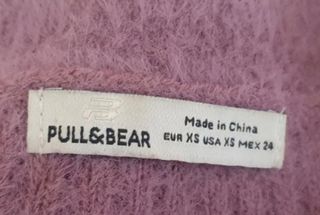 PULL&BEAR
Made in China
EUR XS USA XS MEX 24